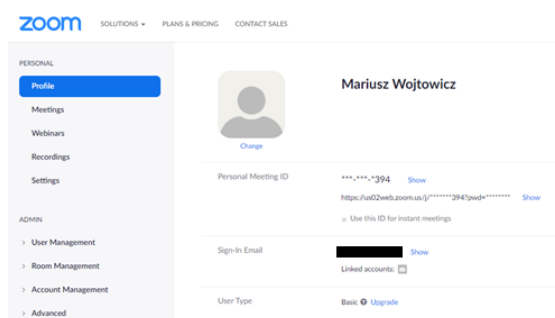 zoom
SOLUTIONS
PLANS & PRICING
CONTACT SALES
PERSONAL
Profile
Meetings
Webinars
Recordings
Settings
ADMIN
> User Management
> Room Management
> Account Management
> Advanced
Mariusz Wojtowicz
Change
Personal Meeting ID
***-***-*394 Show
https://us02web.zoom.us/j/*******394?pwd=******** Show
× Use this ID for instant meetings
Sign-In Email
Show
Linked accounts:
User Type
Basic Upgrade